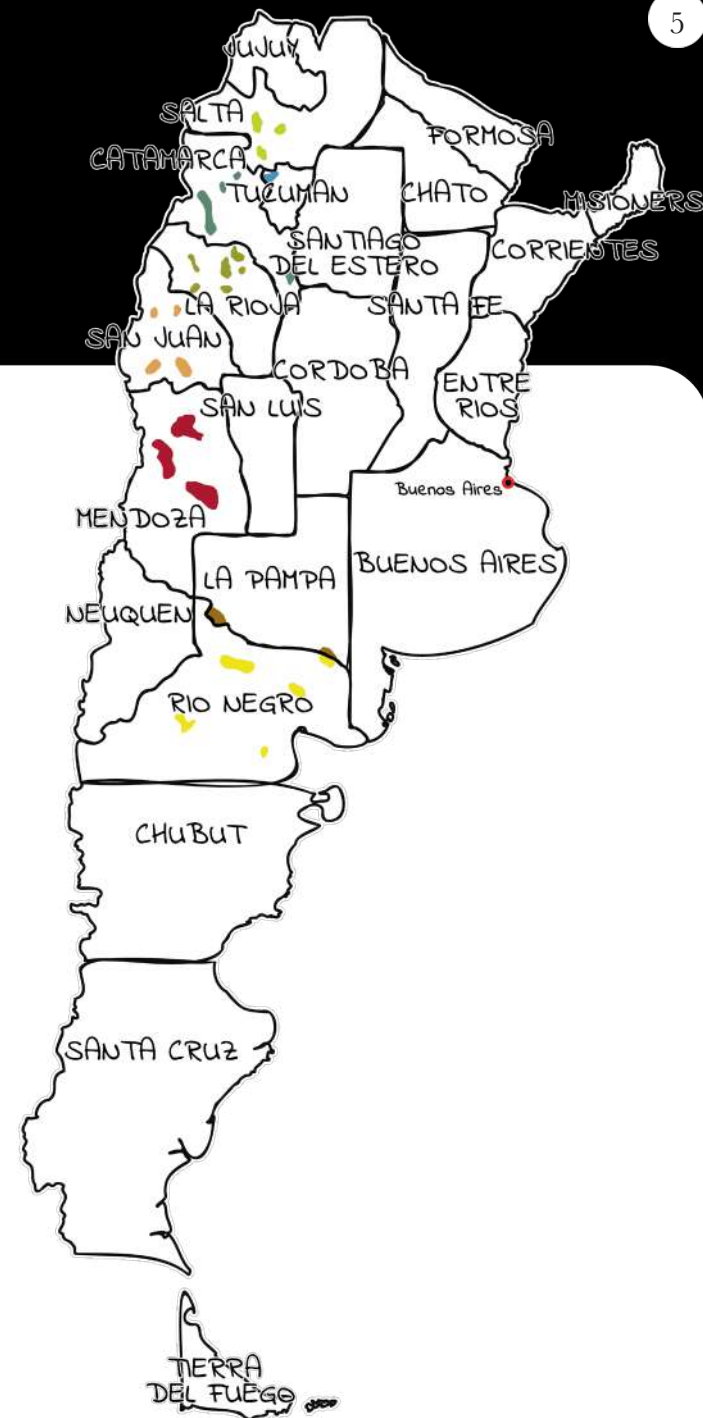 5
JUJUY
SALTA
FORMOSA
CATAMARCA
TUCUMAN
CHATO
MISIONERS
SANTIAGO
DEL ESTERO
CORRIENTES
LA RIOJA
SANTA FE
SAN JUAN
CORDOBA
ENTRE
RIOS
SAN LUIS
Buenos Aires
MENDOZA
BUENOS AIRES
LA PAMPA
NEUQUEN
RIO NEGRO
CHUBUT
SANTA CRUZ
TIERRA
DEL FUEGO